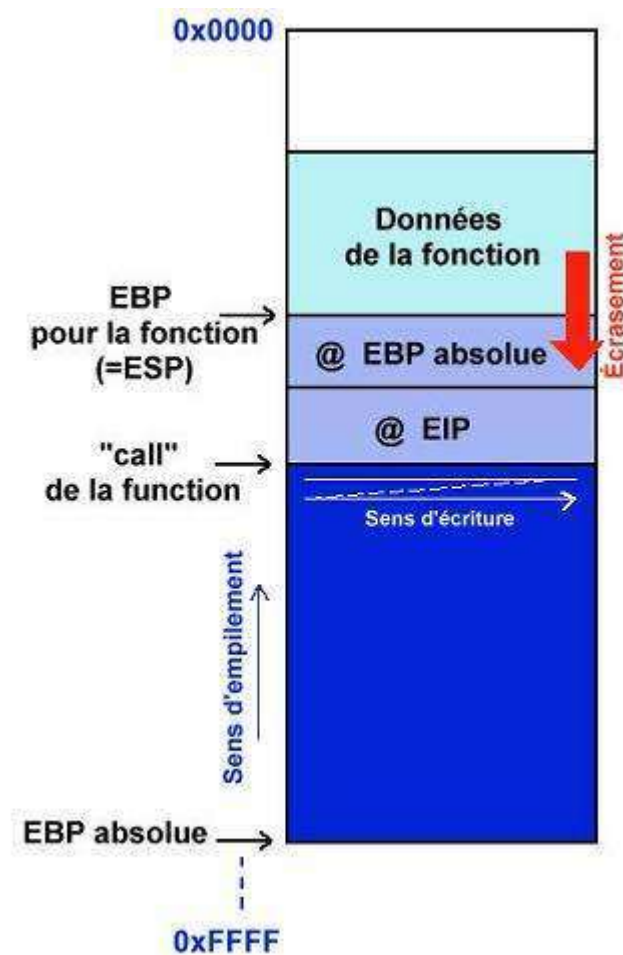 0x0000
Données
de la fonction
Écrasement
EBP
pour la fonction
(=ESP)
@ EBP absolue
@ EIP
"call"
de la function
Sens d'écriture
Sens d'empilement
EBP absolue
0xFFFF